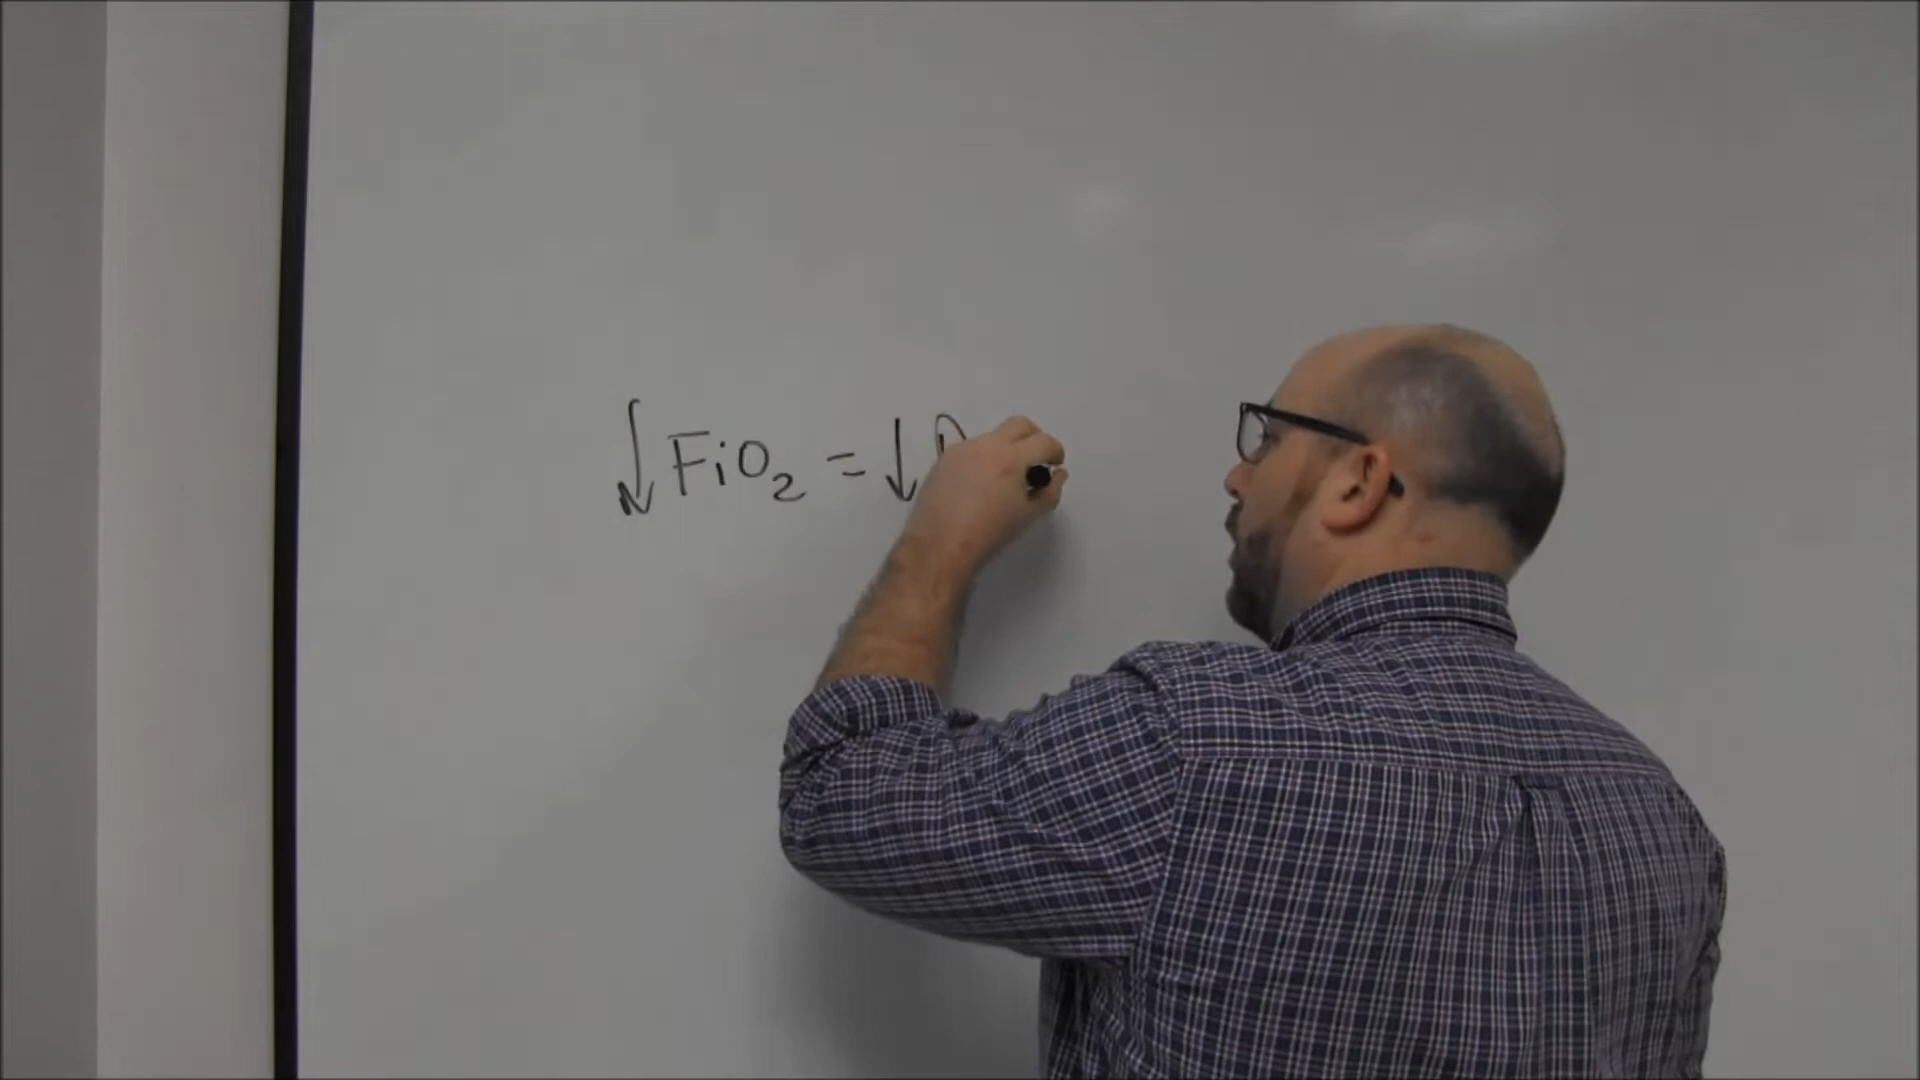 ↓ FiO₂ = ↓